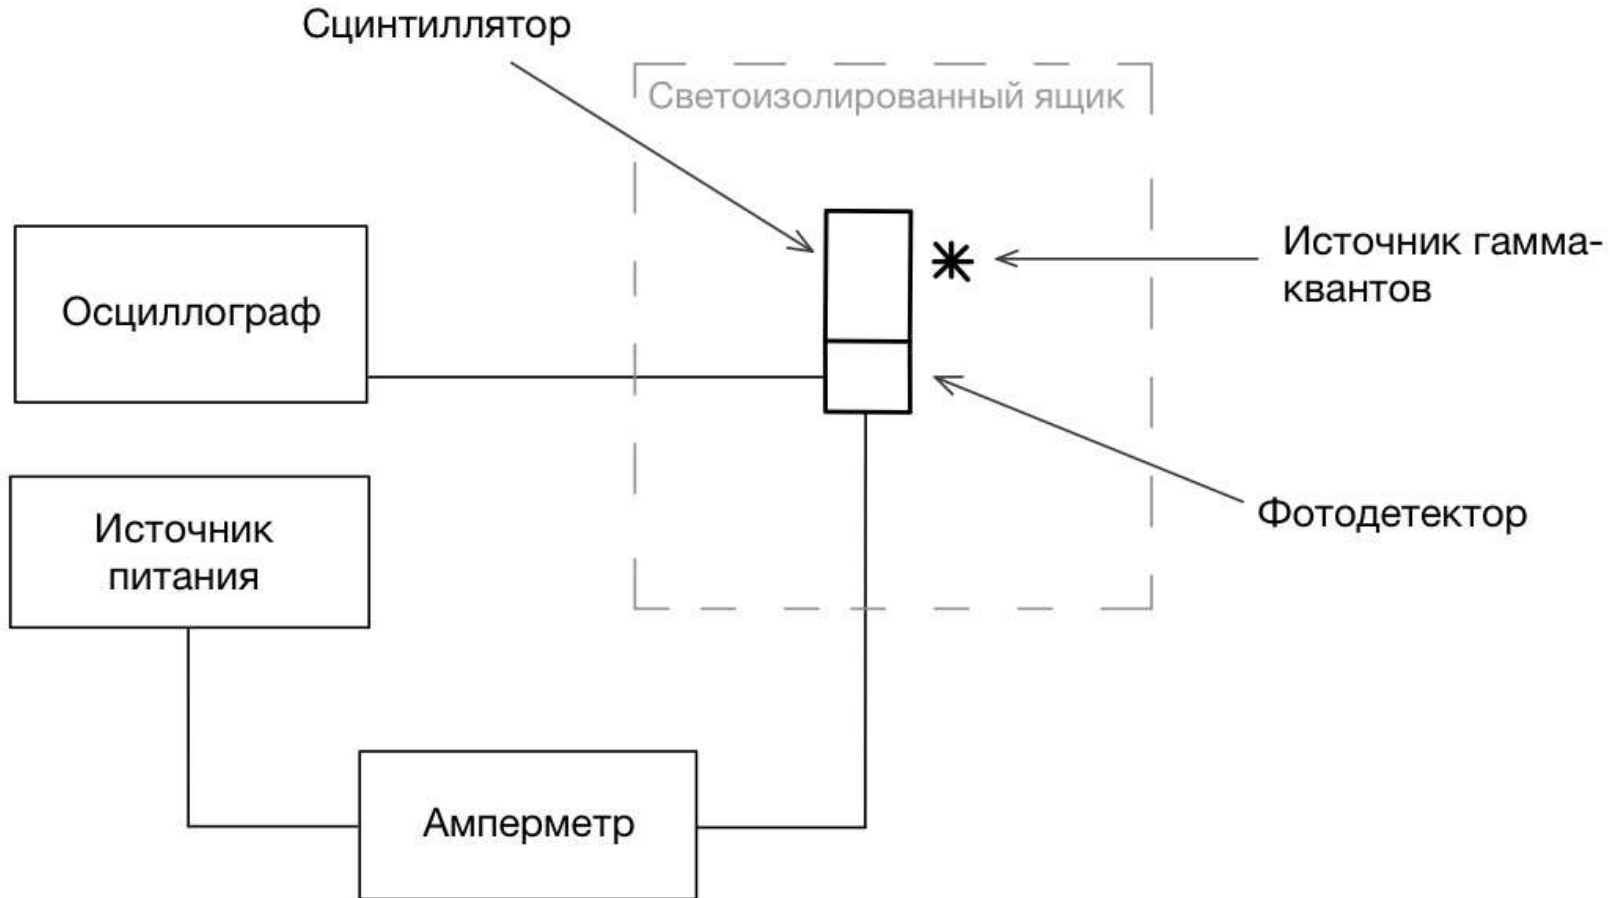 Сцинтиллятор
Светоизолированный ящик
Источник гамма-
квантов
Осциллограф
Фотодетектор
Источник
питания
Амперметр